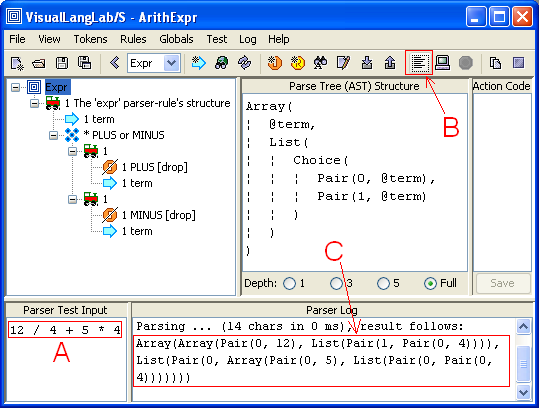 VisualLangLab/S - ArithExpr
File View Tokens Rules Globals Test Log Help
Expr
B
Expr
1 The 'expr' parser-rule's structure
1 term
* PLUS or MINUS
1
1 PLUS [drop]
1 term
1
1 MINUS [drop]
1 term
Parse Tree (AST) Structure
Array(
¦ @term,
¦ List(
¦ ¦ Choice(
¦ ¦ ¦ Pair(0, @term),
¦ ¦ ¦ Pair(1, @term)
¦ ¦ )
¦ )
)
Depth: 1 3 5 Full
Action Code
Save
Parser Test Input
12 / 4 + 5 * 4
A
C
Parser Log
Parsing ... (14 chars in 0 ms), result follows:
Array(Array(Pair(0, 12), List(Pair(1, Pair(0, 4)))),
List(Pair(0, Array(Pair(0, 5), List(Pair(0, Pair(0,
4)))))))